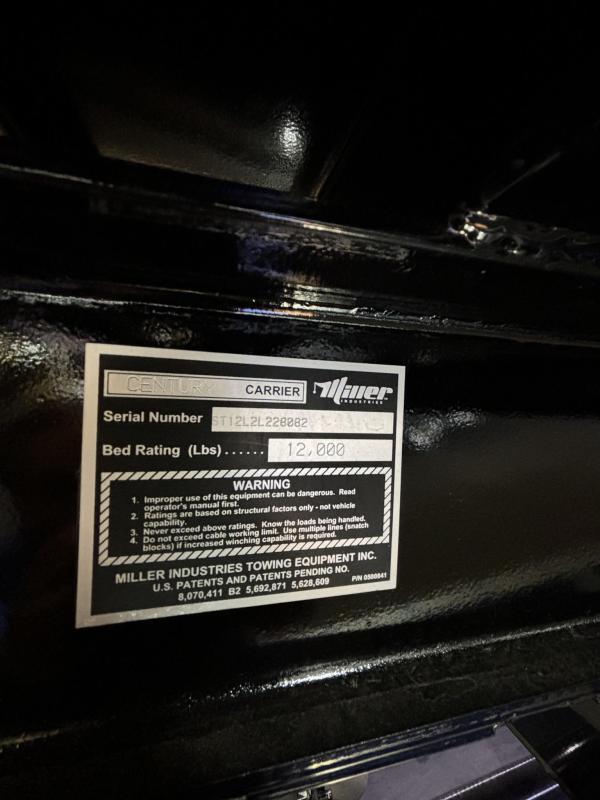 CENTURY CARRIER Miller INDUSTRIES
Serial Number ST12L2L228082
Bed Rating (Lbs)...... 12,000
WARNING
1. Improper use of this equipment can be dangerous. Read
operator's manual first.
2. Ratings are based on structural factors only - not vehicle
capability.
3. Never exceed above ratings. Know the loads being handled.
4. Do not exceed cable working limit. Use multiple lines (snatch
blocks) if increased winching capability is required.
MILLER INDUSTRIES TOWING EQUIPMENT INC.
U.S. PATENTS AND PATENTS PENDING NO.
8,070,411 B2 5,692,871 5,628,609
P/N 0380041